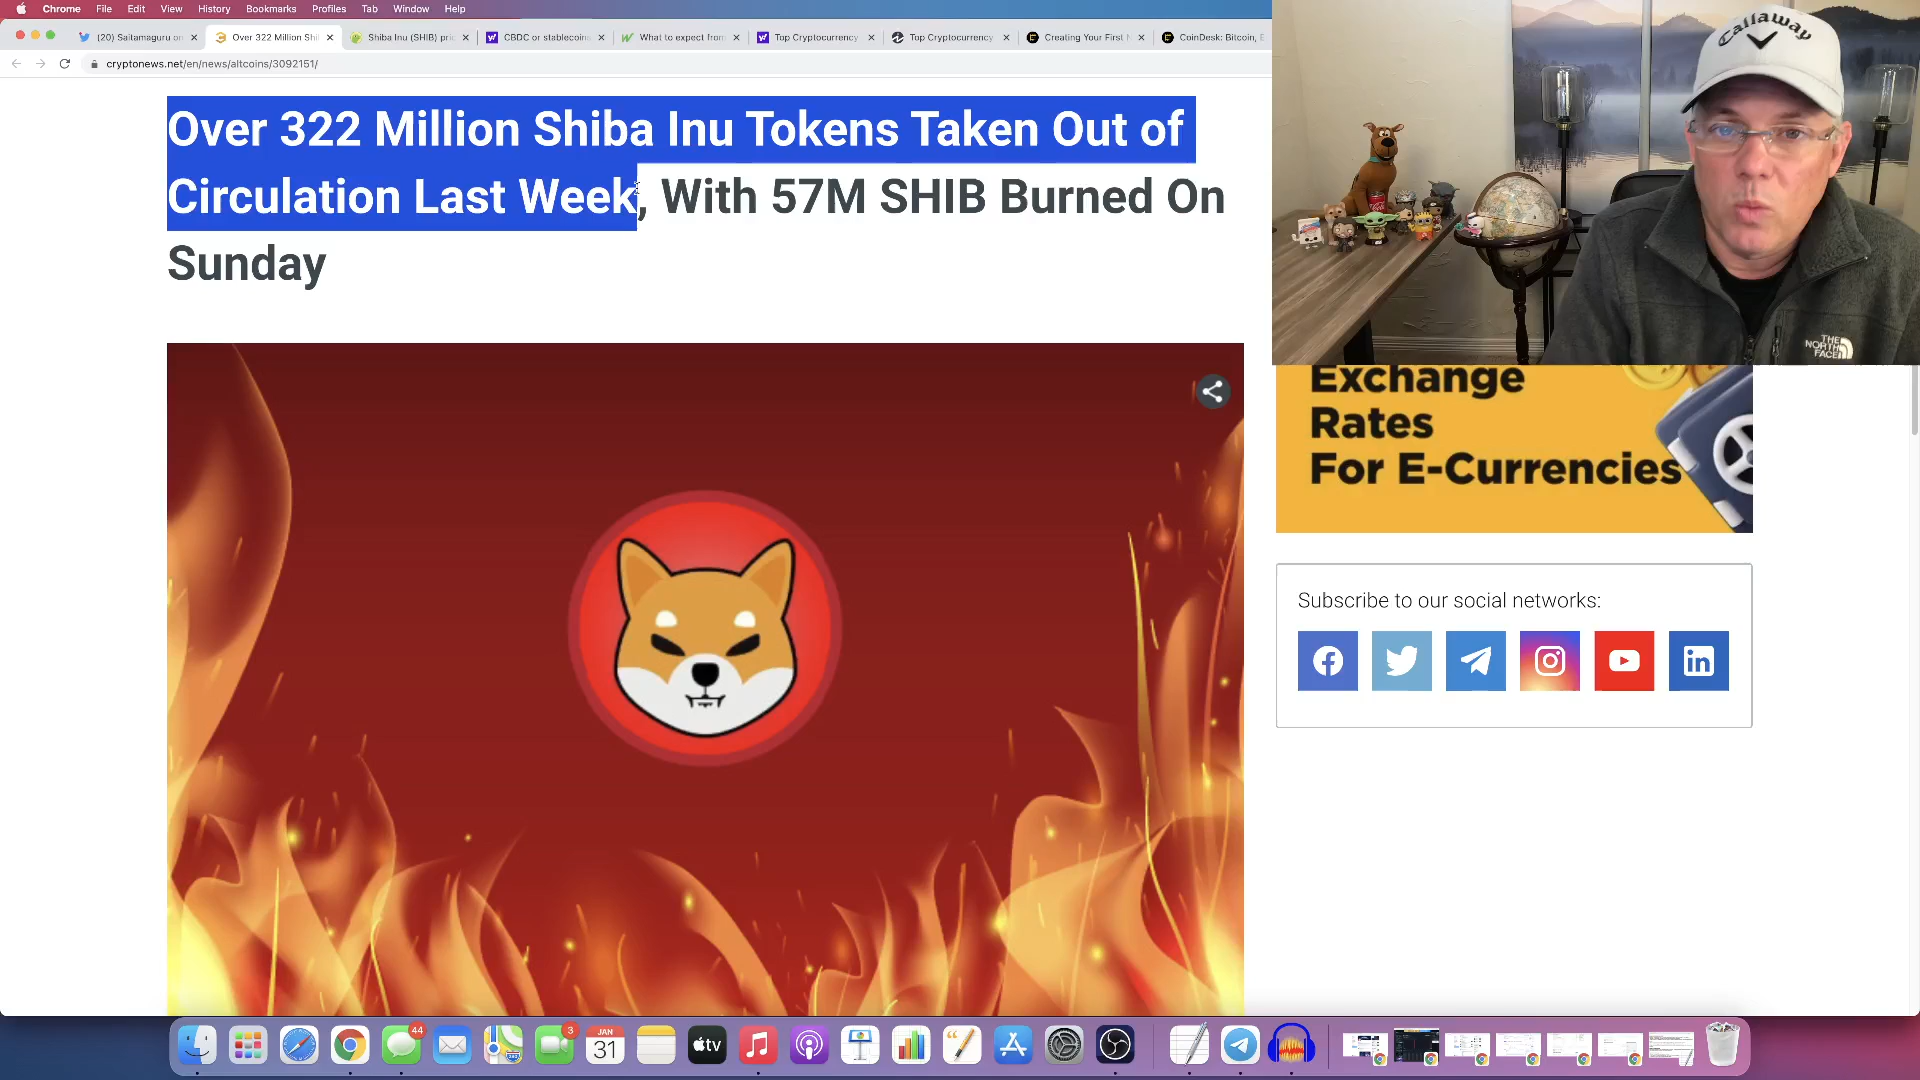 Chrome File Edit View History Bookmarks Profiles Tab Window Help
(20) Saitamaguru on
Over 322 Million Shi
Shiba Inu (SHIB) pri
CBDC or stablecoin
What to expect from
Top Cryptocurrency
Top Cryptocurrency
Creating Your First
CoinDesk: Bitcoin, E
cryptonews.net/en/news/altcoins/3092151/
Over 322 Million Shiba Inu Tokens Taken Out of
Circulation Last Week, With 57M SHIB Burned On
Sunday
Callaway
THE
NORTH
FACE
Exchange
Rates
For E-Currencies
Subscribe to our social networks:
44
3
JAN
31
tv